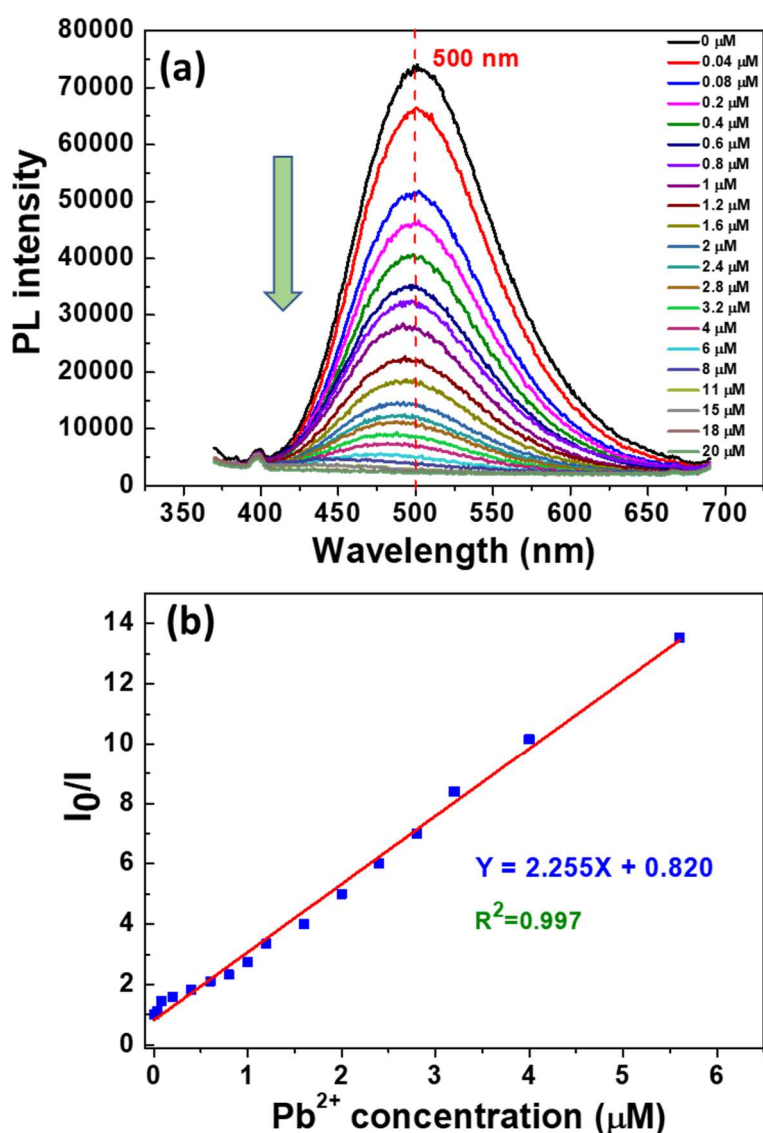 (a)
500 nm
80000
70000
60000
50000
40000
30000
20000
10000
0
PL intensity
0 μM
0.04 μM
0.08 μM
0.2 μM
0.4 μM
0.6 μM
0.8 μM
1 μM
1.2 μM
1.6 μM
2 μM
2.4 μM
2.8 μM
3.2 μM
4 μM
6 μM
8 μM
11 μM
15 μM
18 μM
20 μM
350 400 450 500 550 600 650 700
Wavelength (nm)
(b)
14
12
10
8
6
4
2
0
I₀/I
Y = 2.255X + 0.820
R²=0.997
0 1 2 3 4 5 6
Pb²⁺ concentration (μM)